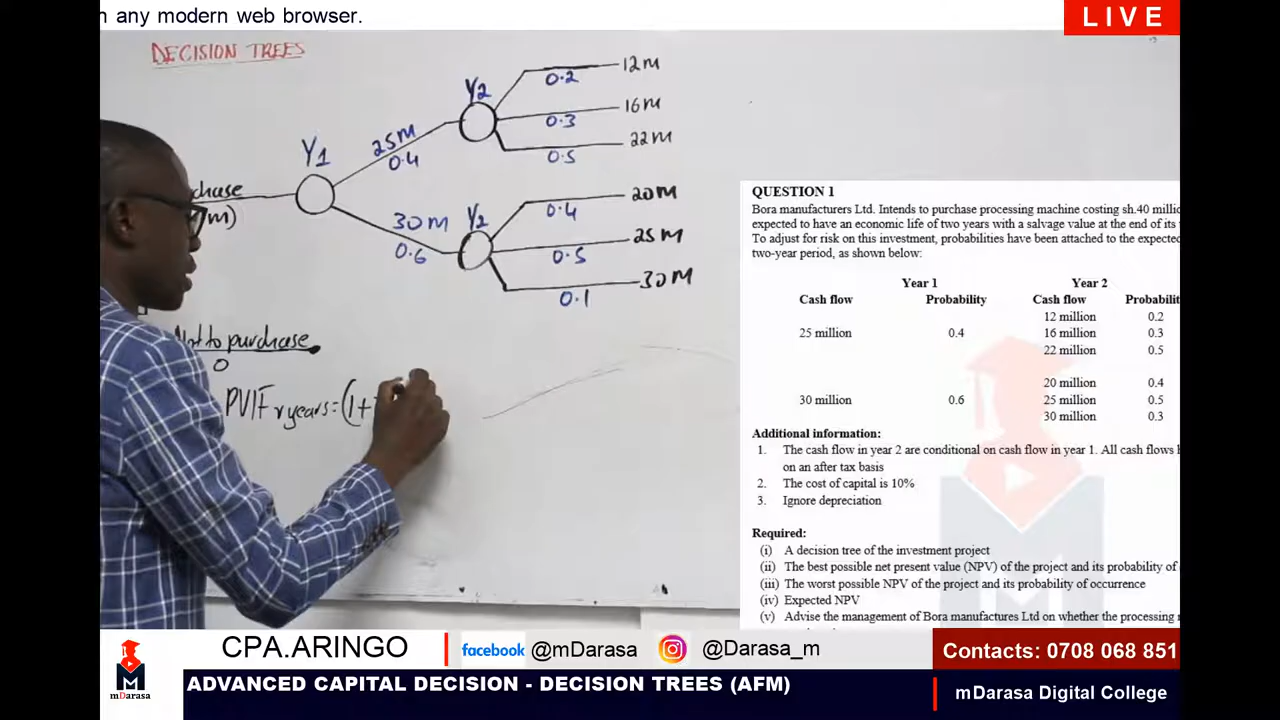 n any modern web browser.
LIVE
DECISION TREES
Y1
25M
0.4
30M
0.6
Y2
0.2
12M
0.3
16M
0.5
22M
Y2
0.4
20M
0.5
25M
0.1
30M
chase
m)
Not to purchase
0
PVIF r years = (1+
QUESTION 1
Bora manufacturers Ltd. Intends to purchase processing machine costing sh.40 millio
expected to have an economic life of two years with a salvage value at the end of its
To adjust for risk on this investment, probabilities have been attached to the expected
two-year period, as shown below:
Year 1 Year 2
Cash flow Probability Cash flow Probabilit
12 million 0.2
25 million 0.4 16 million 0.3
22 million 0.5
20 million 0.4
30 million 0.6 25 million 0.5
30 million 0.3
Additional information:
1. The cash flow in year 2 are conditional on cash flow in year 1. All cash flows
on an after tax basis
2. The cost of capital is 10%
3. Ignore depreciation
Required:
(i) A decision tree of the investment project
(ii) The best possible net present value (NPV) of the project and its probability of
(iii) The worst possible NPV of the project and its probability of occurrence
(iv) Expected NPV
(v) Advise the management of Bora manufactures Ltd on whether the processing
mDarasa
CPA.ARINGO
facebook @mDarasa
@Darasa_m
Contacts: 0708 068 851
ADVANCED CAPITAL DECISION - DECISION TREES (AFM)
mDarasa Digital College